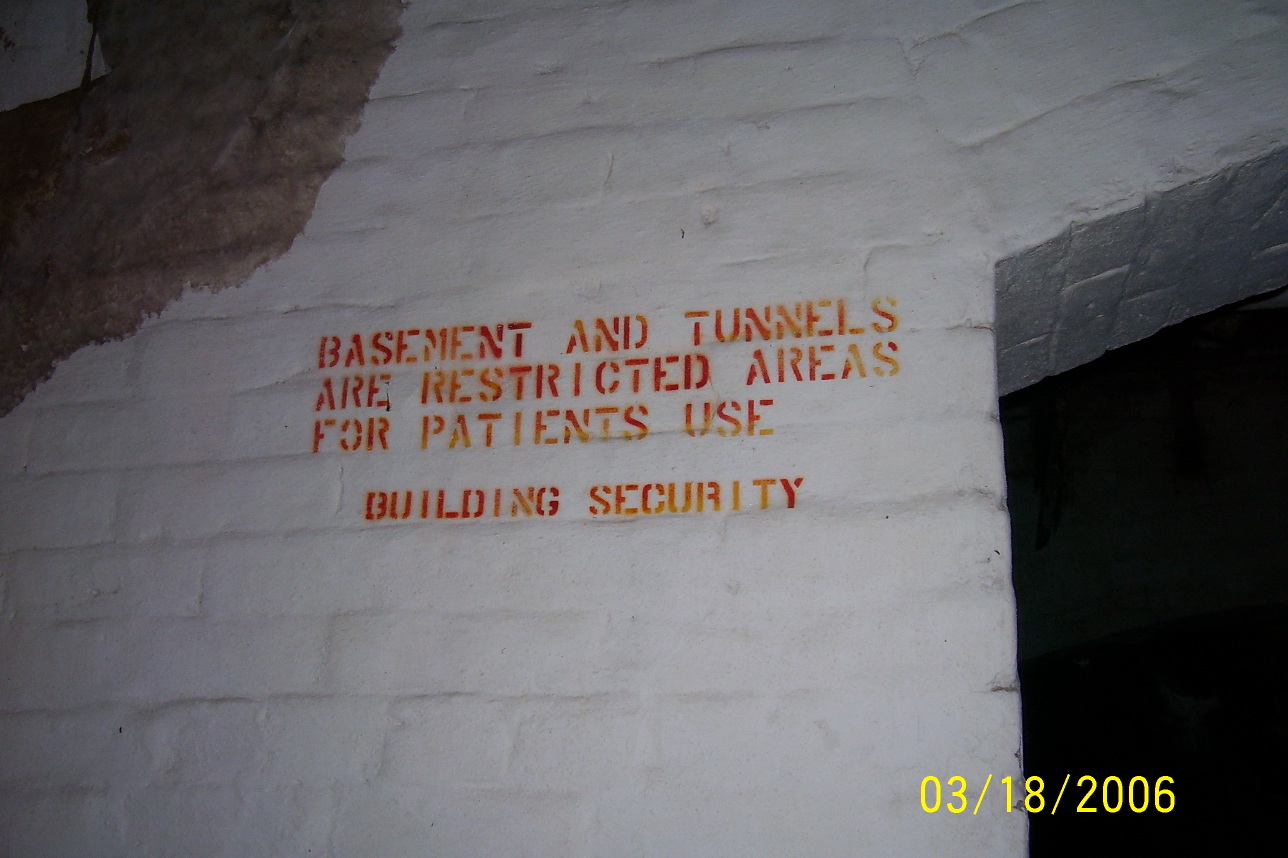 BASEMENT AND TUNNELS
ARE RESTRICTED AREAS
FOR PATIENTS USE
BUILDING SECURITY
03/18/2006